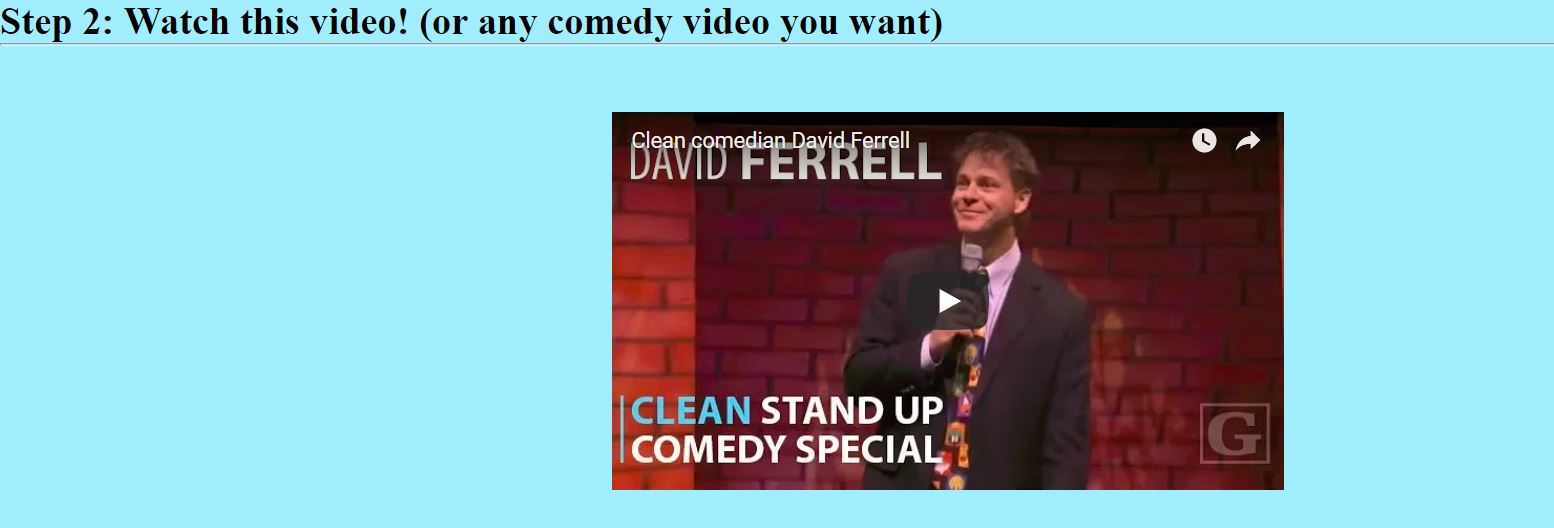 Step 2: Watch this video! (or any comedy video you want)
Clean comedian David Ferrell
DAVID FERRELL
CLEAN STAND UP
COMEDY SPECIAL
G